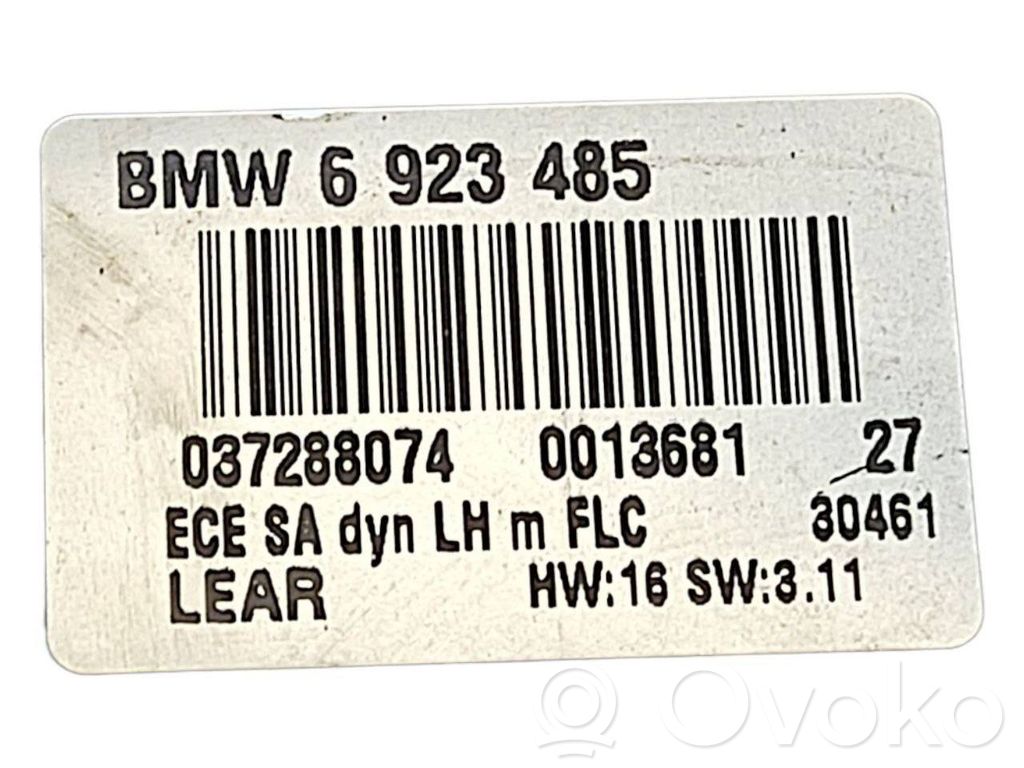 BMW 6 923 485
037288074 0013681 27
ECE SA dyn LH m FLC 30461
LEAR HW:16 SW:3.11
Ovoko